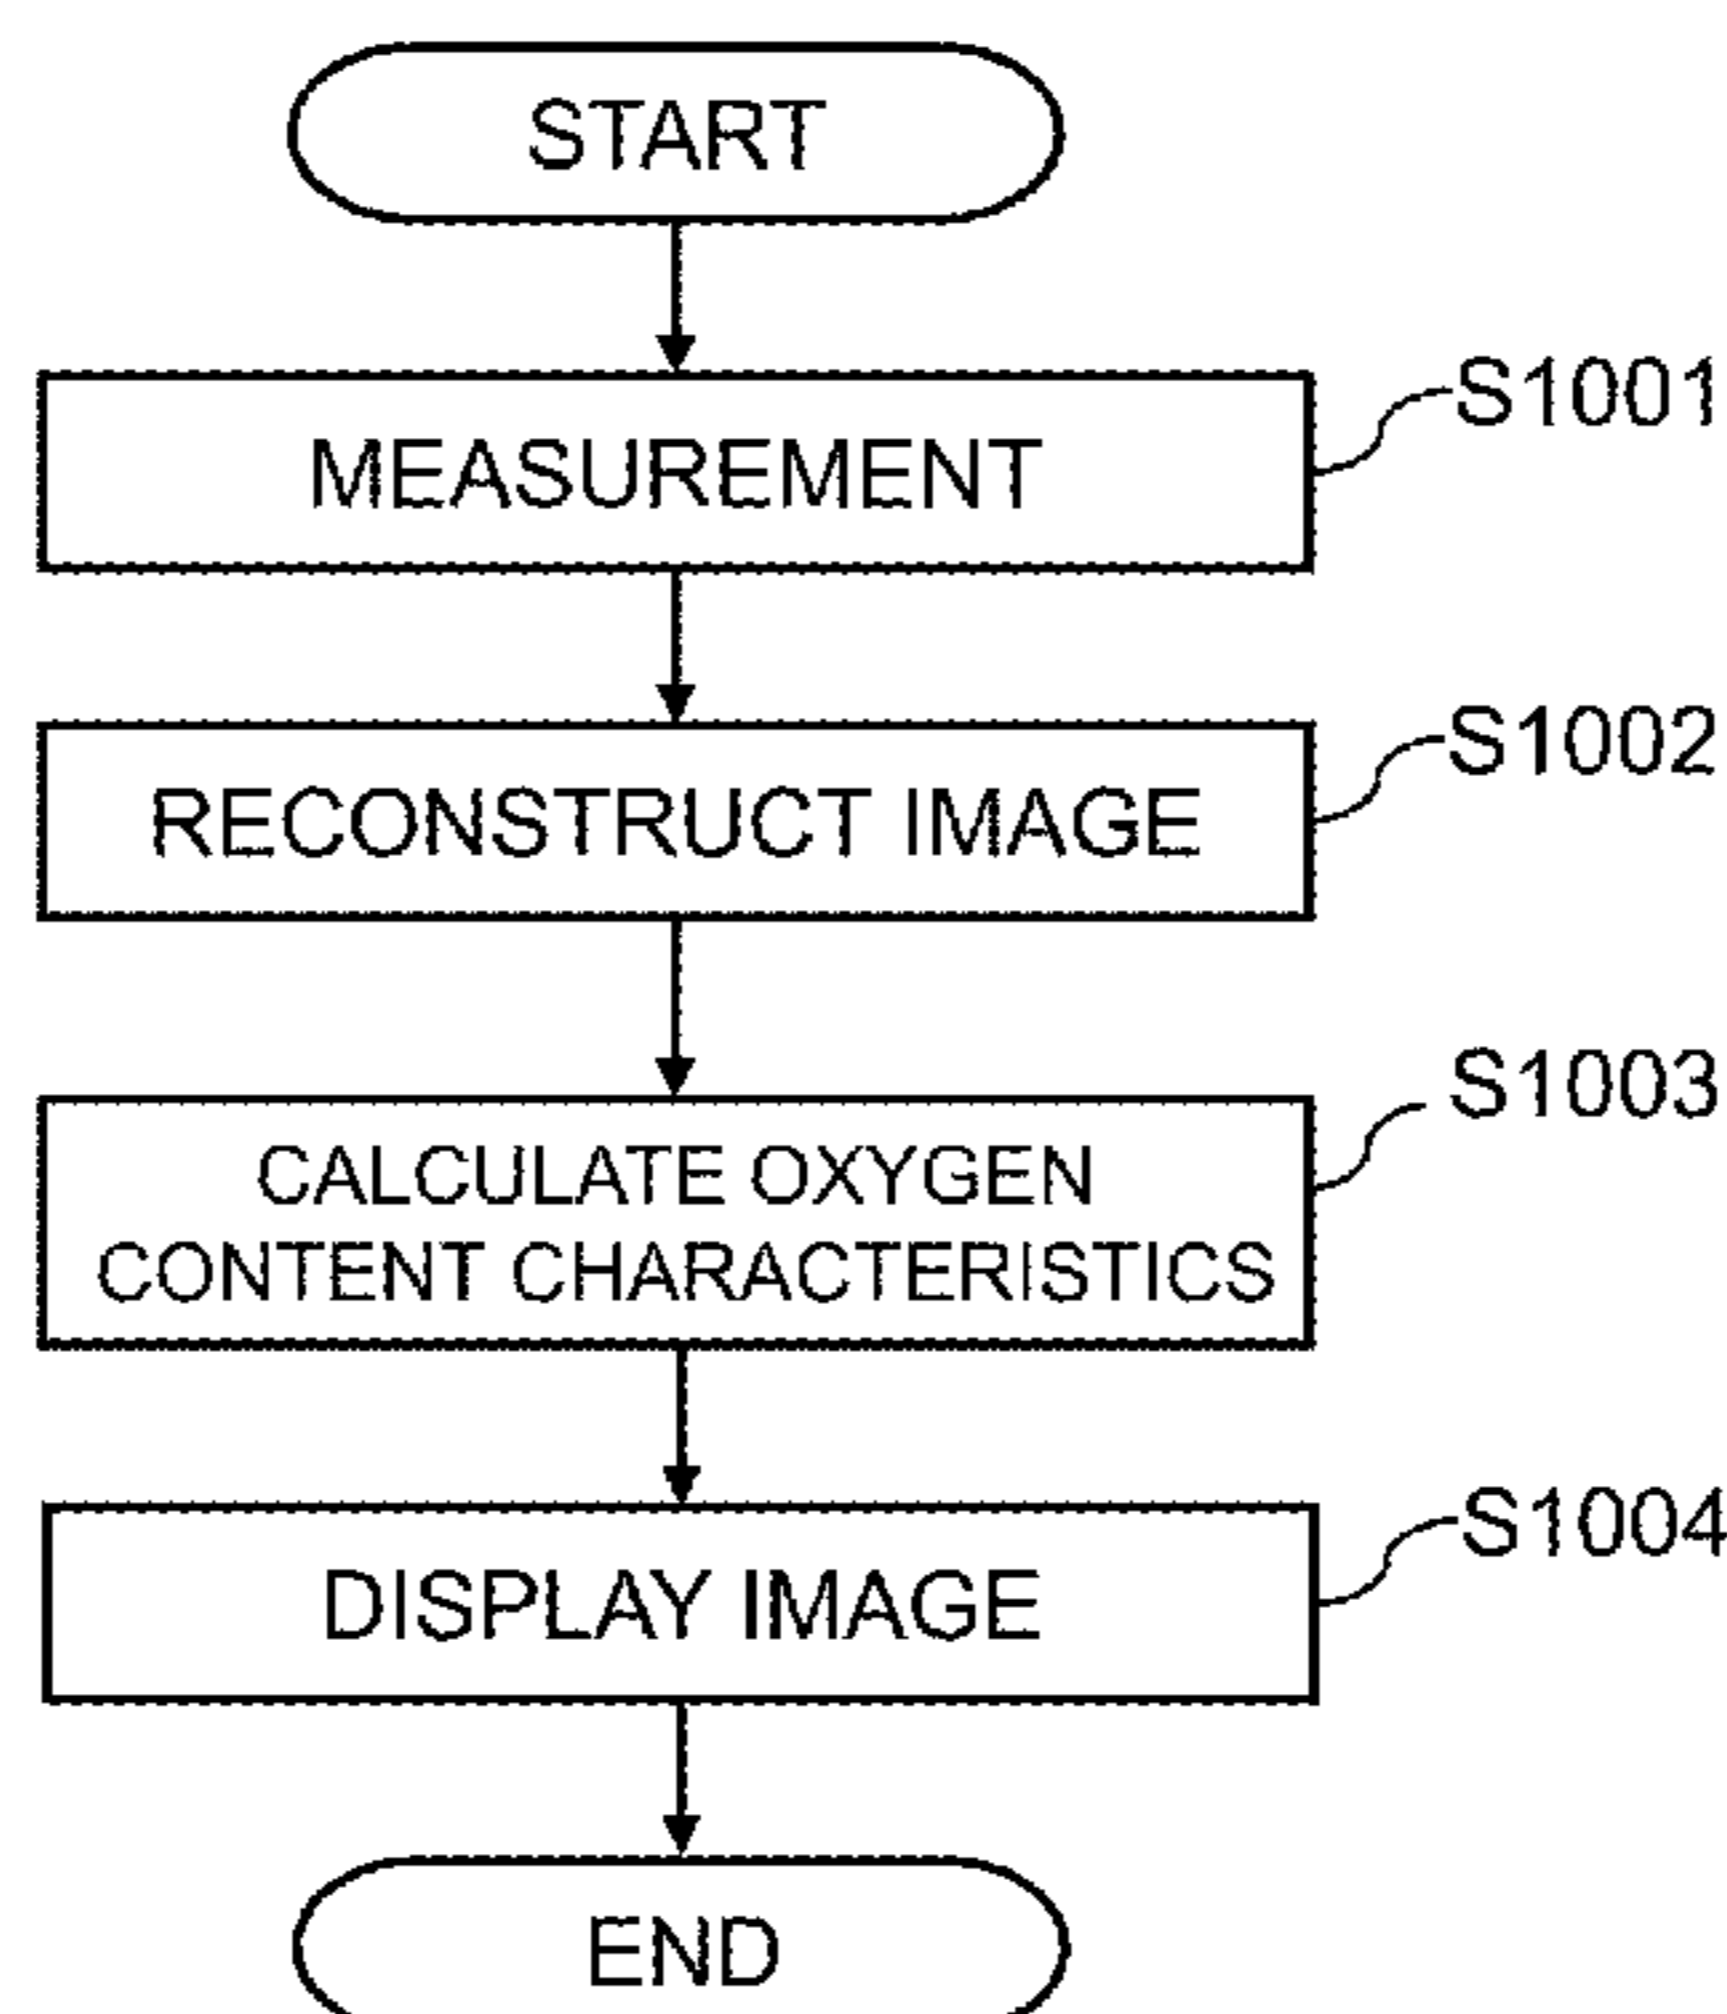 START
S1001
MEASUREMENT
S1002
RECONSTRUCT IMAGE
S1003
CALCULATE OXYGEN
CONTENT CHARACTERISTICS
S1004
DISPLAY IMAGE
END